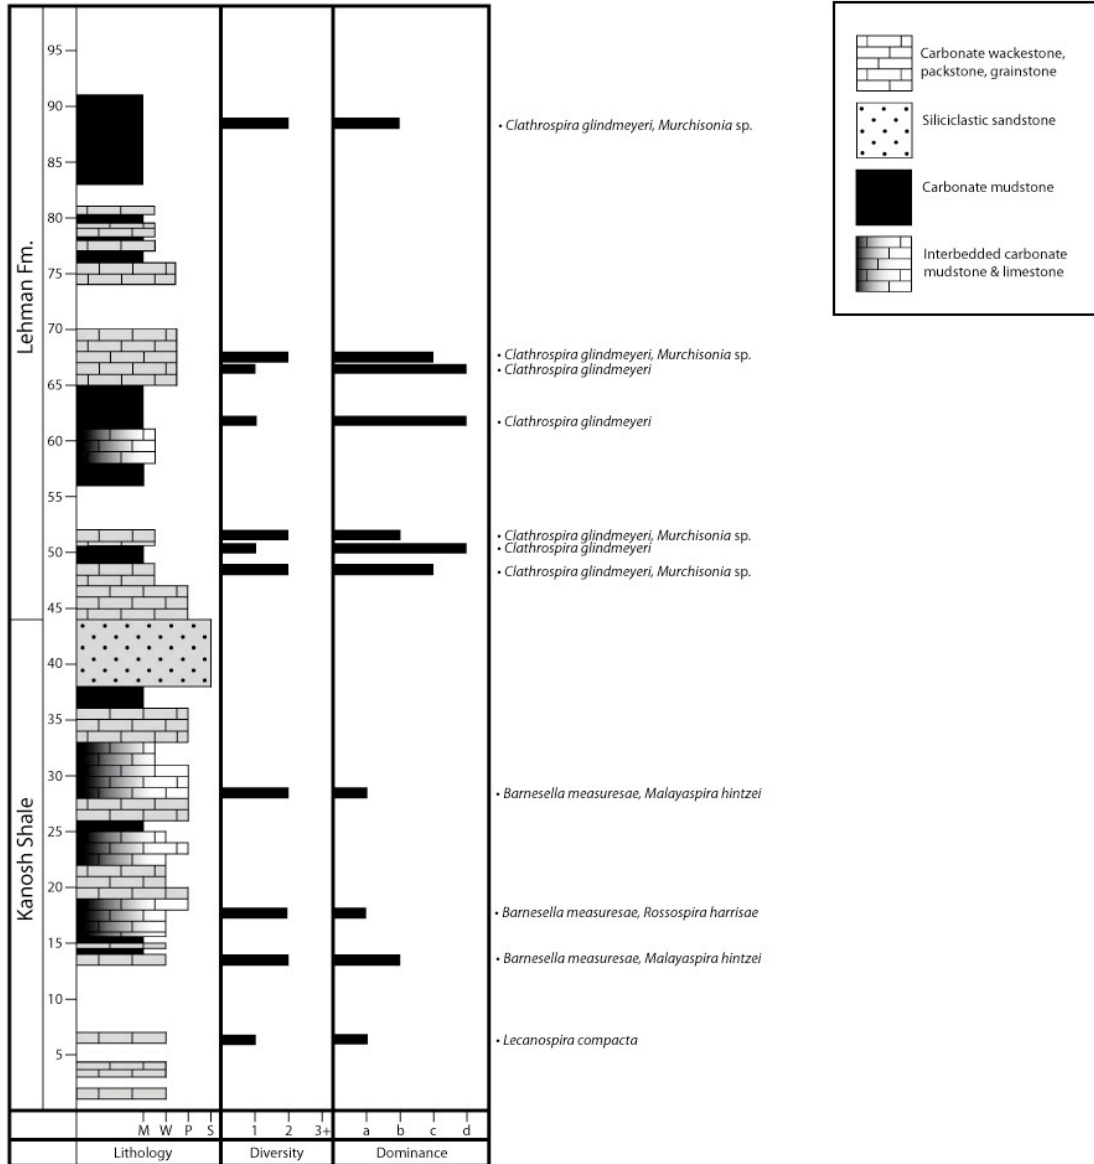 95
90
85
80
75
70
65
60
55
50
45
40
35
30
25
20
15
10
5
Lehman Fm.
Kanosh Shale
• Clathrospira glindmeyeri, Murchisonia sp.
• Clathrospira glindmeyeri, Murchisonia sp.
• Clathrospira glindmeyeri
• Clathrospira glindmeyeri
• Clathrospira glindmeyeri, Murchisonia sp.
• Clathrospira glindmeyeri
• Clathrospira glindmeyeri, Murchisonia sp.
• Barnesella measuresae, Malayaspira hintzei
• Barnesella measuresae, Rossospira harrisae
• Barnesella measuresae, Malayaspira hintzei
• Lecanospira compacta
M W P S 1 2 3+ a b c d
Lithology Diversity Dominance
Carbonate wackestone,
packstone, grainstone
Siliciclastic sandstone
Carbonate mudstone
Interbedded carbonate
mudstone & limestone